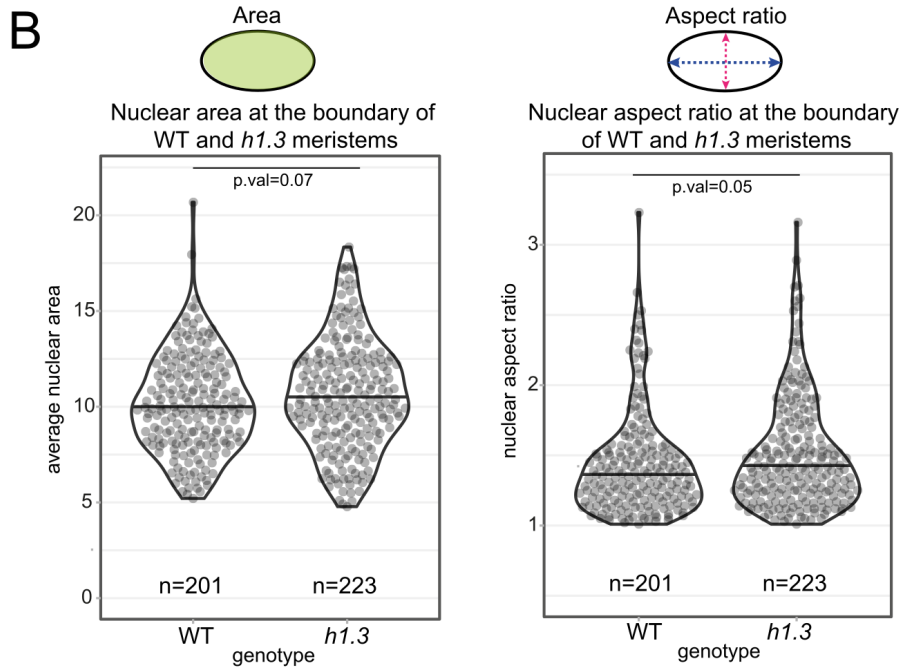 B
Area
Nuclear area at the boundary of
WT and h1.3 meristems
p.val=0.07
average nuclear area
20
15
10
5
0
n=201
n=223
WT
h1.3
genotype
Aspect ratio
Nuclear aspect ratio at the boundary
of WT and h1.3 meristems
p.val=0.05
nuclear aspect ratio
3
2
1
n=201
n=223
WT
h1.3
genotype